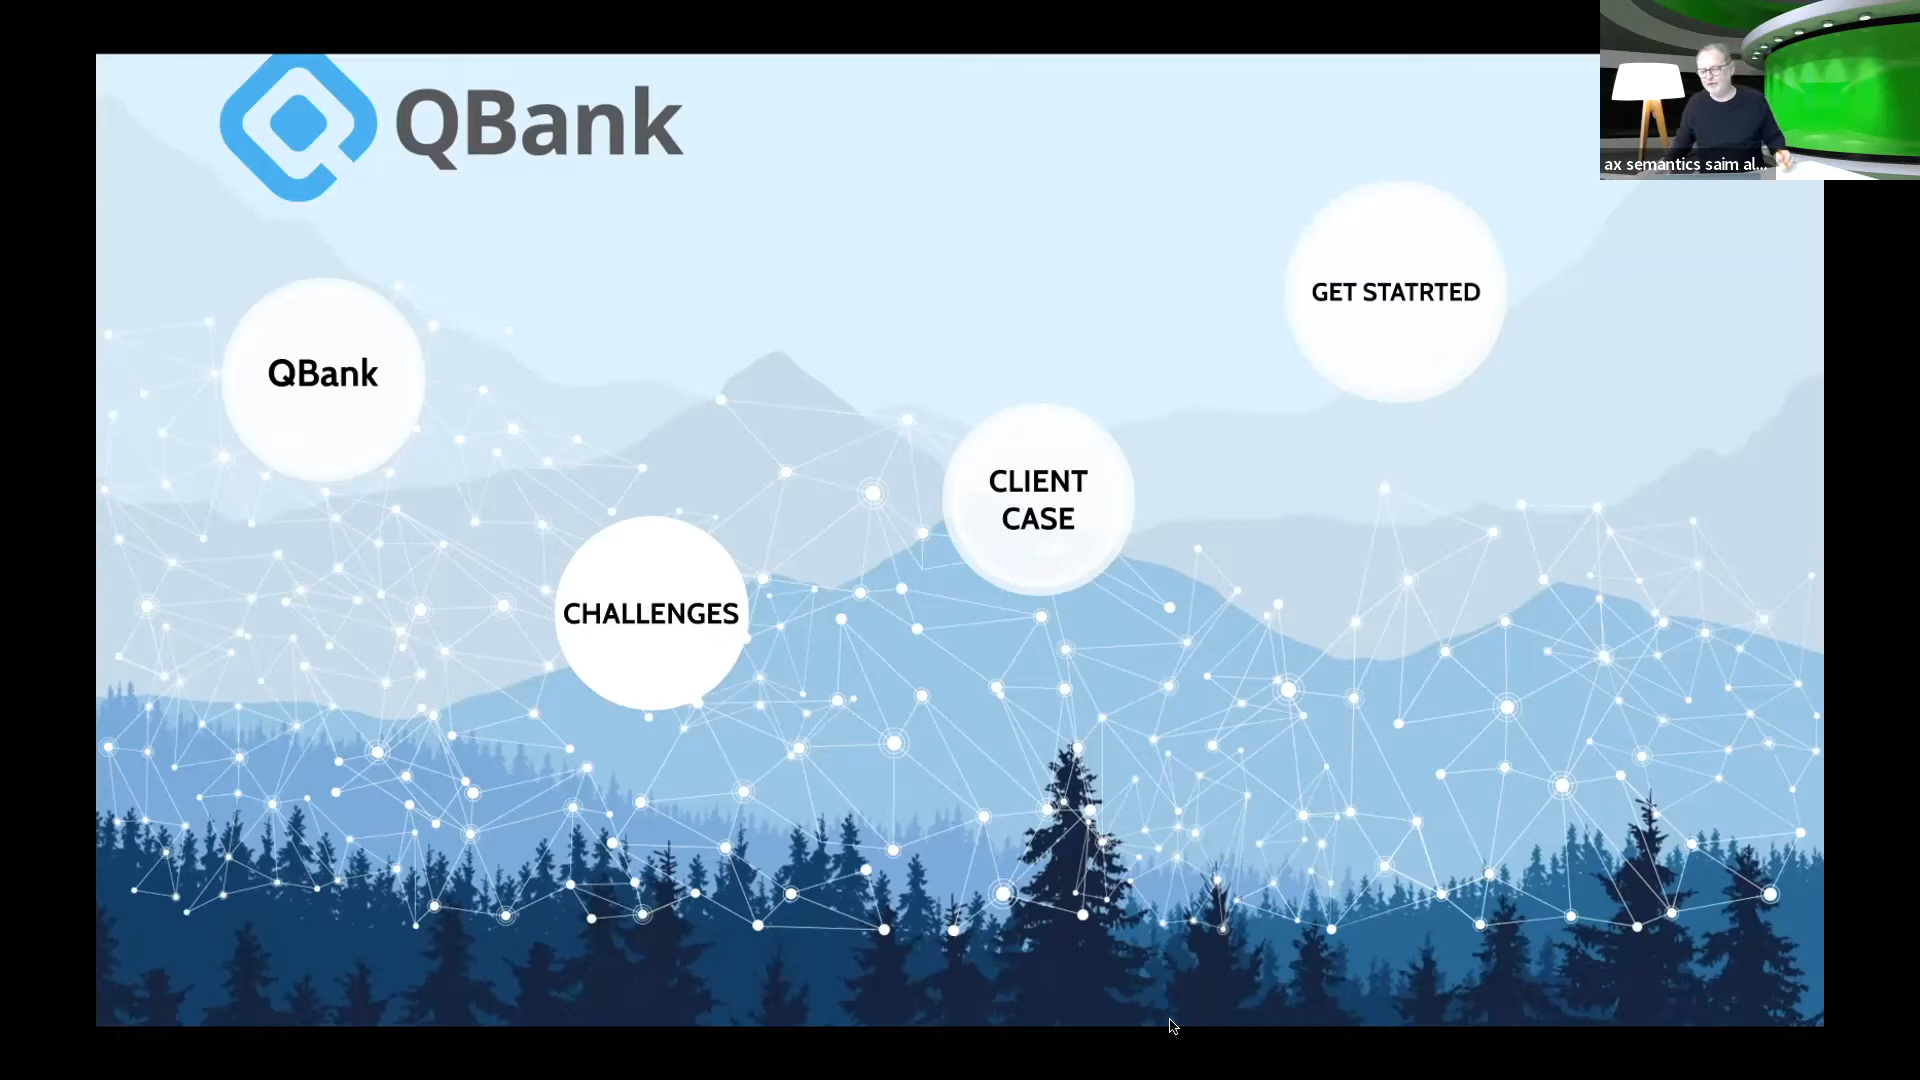 QBank
ax semantics saim al...
GET STATRTED
QBank
CLIENT
CASE
CHALLENGES